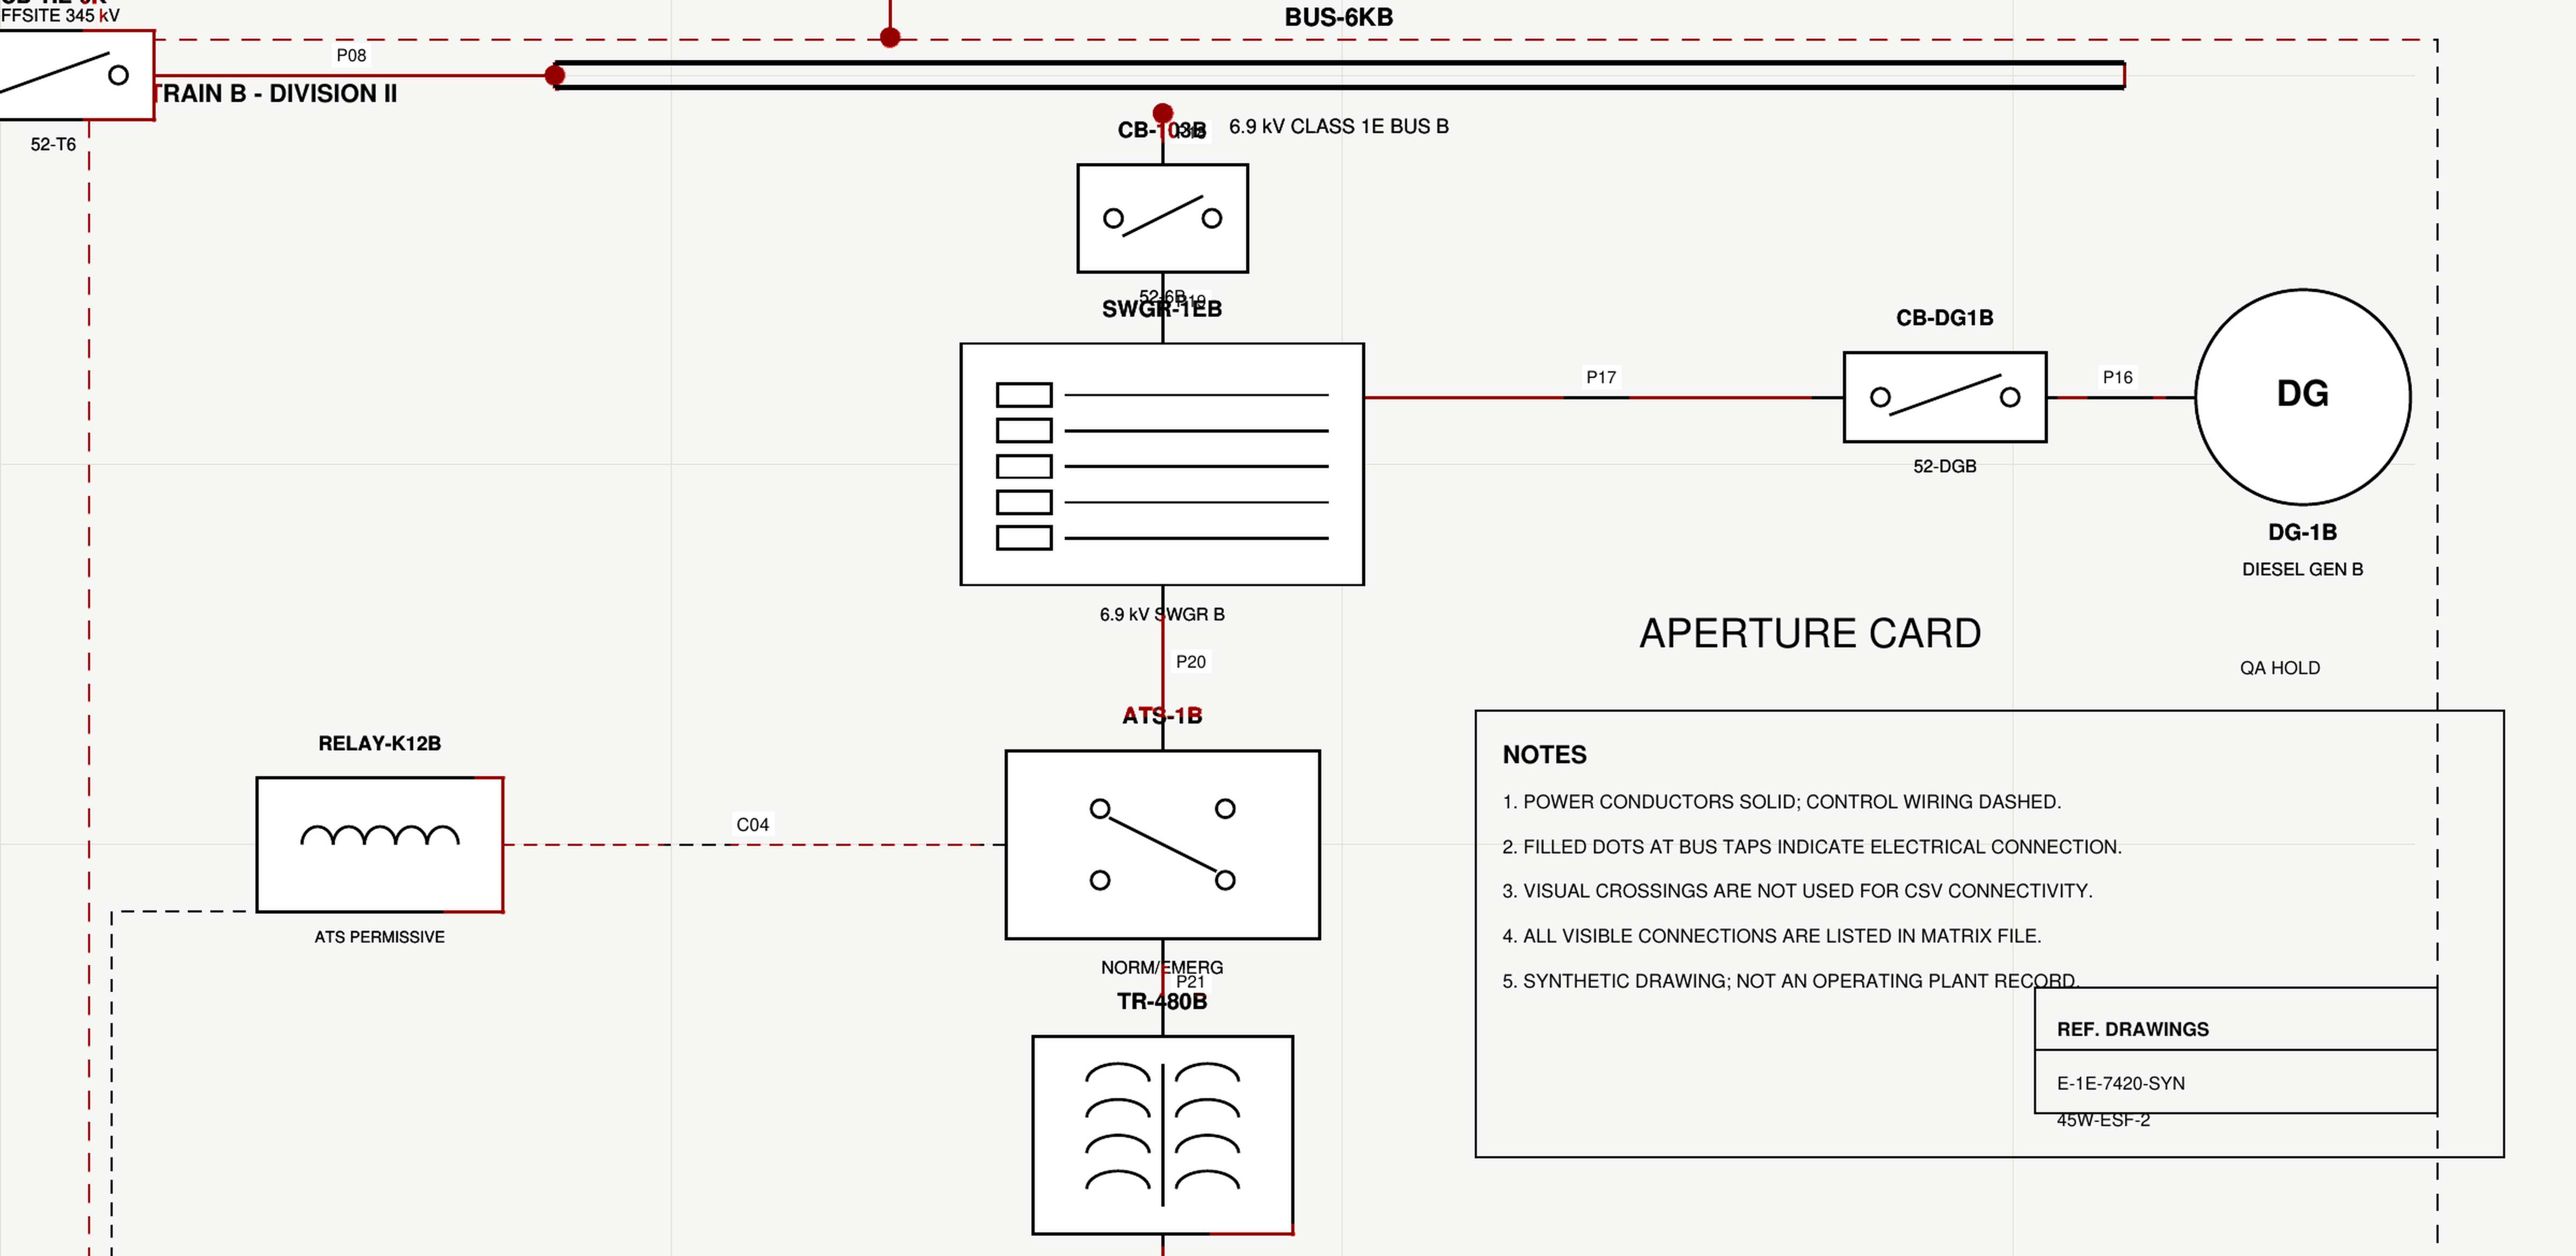 FFSITE 345 kV
BUS-6KB
P08
TRAIN B - DIVISION II
52-T6
CB-103B
6.9 kV CLASS 1E BUS B
52-6B
P19
SWGR-1EB
CB-DG1B
P17
P16
DG
52-DGB
DG-1B
DIESEL GEN B
6.9 kV SWGR B
APERTURE CARD
P20
QA HOLD
ATS-1B
RELAY-K12B
C04
ATS PERMISSIVE
NORM/EMERG
P21
TR-480B
NOTES
1. POWER CONDUCTORS SOLID; CONTROL WIRING DASHED.
2. FILLED DOTS AT BUS TAPS INDICATE ELECTRICAL CONNECTION.
3. VISUAL CROSSINGS ARE NOT USED FOR CSV CONNECTIVITY.
4. ALL VISIBLE CONNECTIONS ARE LISTED IN MATRIX FILE.
5. SYNTHETIC DRAWING; NOT AN OPERATING PLANT RECORD.
REF. DRAWINGS
E-1E-7420-SYN
45W-ESF-2